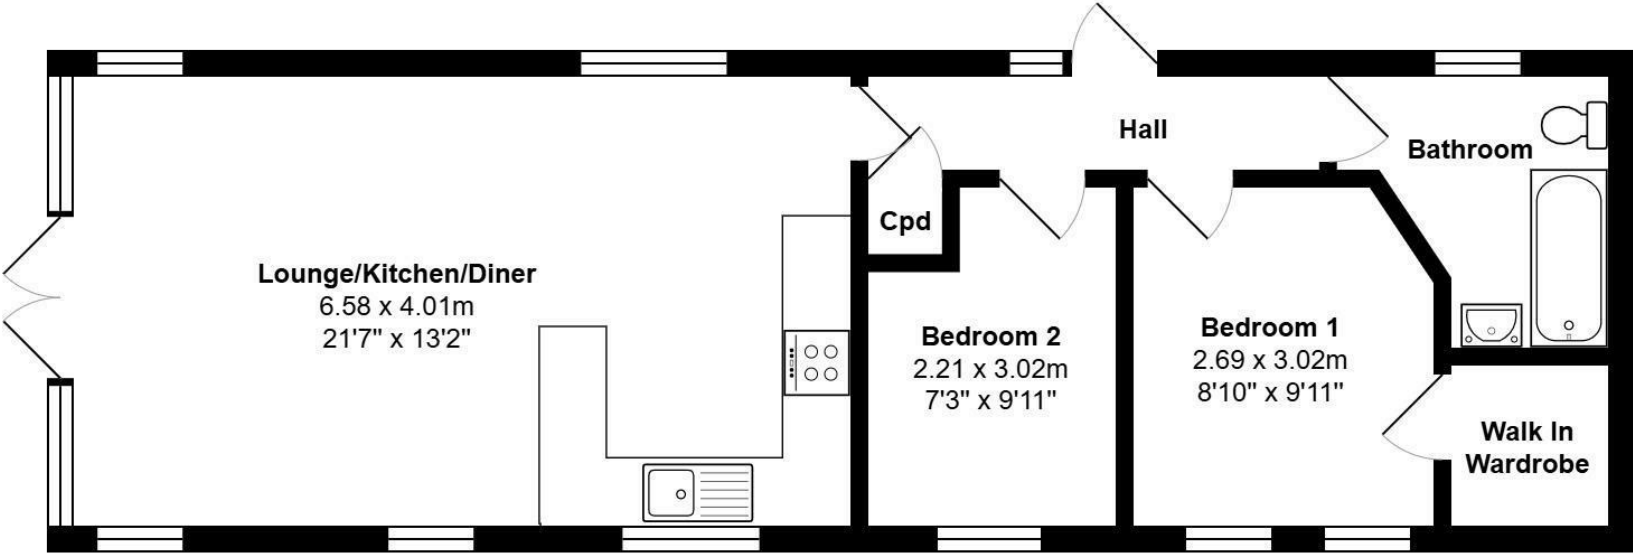 Hall
Bathroom
Cpd
Lounge/Kitchen/Diner
6.58 x 4.01m
21'7" x 13'2"
Bedroom 2
2.21 x 3.02m
7'3" x 9'11"
Bedroom 1
2.69 x 3.02m
8'10" x 9'11"
Walk In
Wardrobe